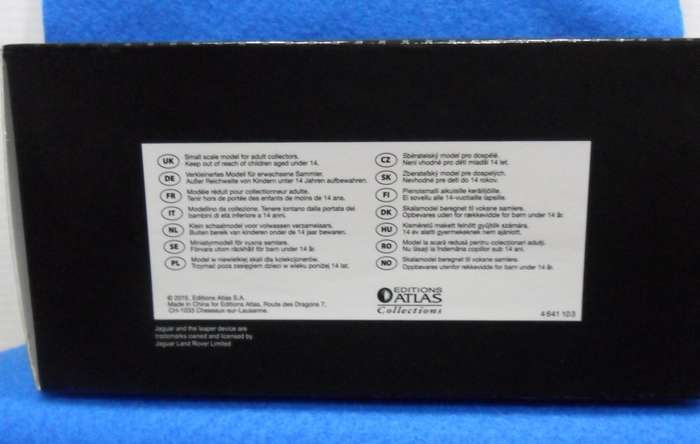 UK
Small scale model for adult collectors.
Keep out of reach of children aged under 14.
DE
Verkleinertes Modell für erwachsene Sammler.
Außer Reichweite von Kindern unter 14 Jahren aufbewahren.
FR
Modèle réduit pour collectionneur adulte.
Tenir hors de portée des enfants de moins de 14 ans.
IT
Modellino da collezione. Tenere lontano dalla portata dei
bambini di età inferiore a 14 anni.
NL
Klein schaalmodel voor volwassen verzamelaars.
Buiten bereik van kinderen onder 14 jaar bewaren.
SE
Miniatyrmodell för vuxna samlare.
Förvaras utom räckhåll för barn under 14 år.
PL
Model w niewielkiej skali dla kolekcjonerów.
Trzymać poza zasięgiem dzieci w wieku poniżej 14 lat.
CZ
Sběratelský model pro dospělé.
Není vhodné pro děti mladší 14 let.
SK
Zberateľský model pre dospelých.
Nevhodné pre deti do 14 rokov.
FI
Pienoismalli aikuisille keräilijöille.
Ei sovellu alle 14-vuotiaille lapsille.
DK
Skalamodel beregnet til voksne samlere.
Opbevares uden for rækkevidde for børn under 14 år.
HU
Kisméretű makett felnőtt gyűjtők számára.
14 év alatti gyermekeknek nem ajánlott.
RO
Model la scară redusă pentru colecționari adulți.
Nu lăsați la îndemâna copiilor sub 14 ani.
NO
Skalamodell beregnet til voksne samlere.
Oppbevares utenfor rekkevidde for barn under 14 år.
© 2015, Editions Atlas S.A.
Made in China for Editions Atlas, Route des Dragons 7,
CH-1033 Cheseaux-sur-Lausanne.
EDITIONS
ATLAS
Collections
4 641 103
Jaguar and the leaper device are
trademarks owned and licensed by
Jaguar Land Rover Limited